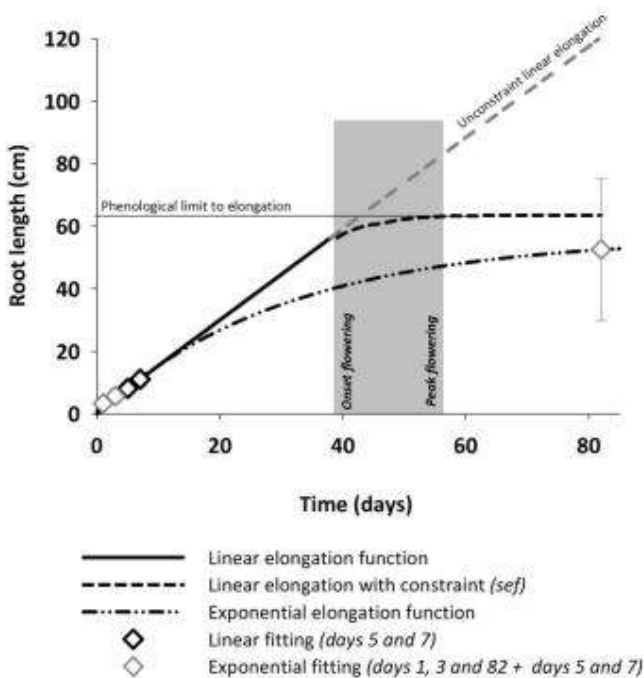 120
100
80
60
40
20
0
Root length (cm)
Unconstraint linear elongation
Phenological limit to elongation
Onset flowering
Peak flowering
0 20 40 60 80
Time (days)
Linear elongation function
Linear elongation with constraint (sef)
Exponential elongation function
Linear fitting (days 5 and 7)
Exponential fitting (days 1, 3 and 82 + days 5 and 7)